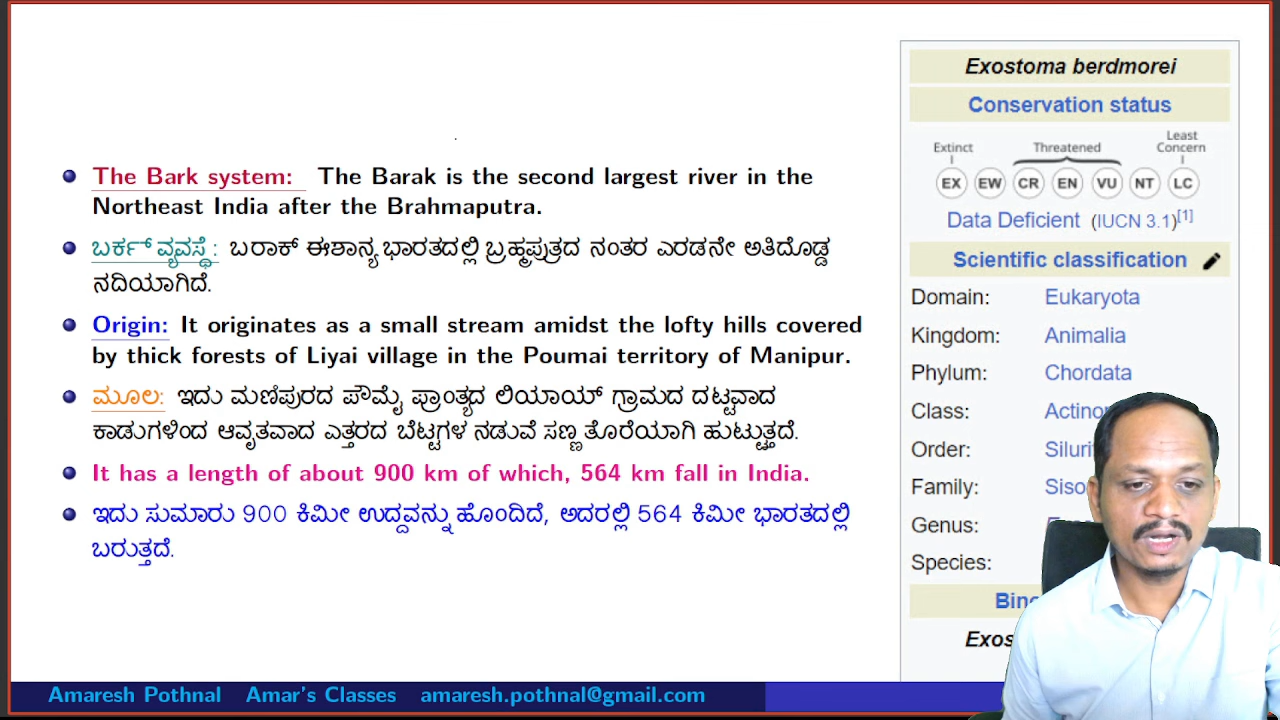 The Bark system: The Barak is the second largest river in the
Northeast India after the Brahmaputra.
ಬರ್ಕ್ ವ್ಯವಸ್ಥೆ: ಬರಾಕ್ ಈಶಾನ್ಯ ಭಾರತದಲ್ಲಿ ಬ್ರಹ್ಮಪುತ್ರದ ನಂತರ ಎರಡನೇ ಅತಿದೊಡ್ಡ
ನದಿಯಾಗಿದೆ.
Origin: It originates as a small stream amidst the lofty hills covered
by thick forests of Liyai village in the Poumai territory of Manipur.
ಮೂಲ: ಇದು ಮಣಿಪುರದ ಪೌಮೈ ಪ್ರಾಂತ್ಯದ ಲಿಯಾಯ್ ಗ್ರಾಮದ ದಟ್ಟವಾದ
ಕಾಡುಗಳಿಂದ ಆವೃತವಾದ ಎತ್ತರದ ಬೆಟ್ಟಗಳ ನಡುವೆ ಸಣ್ಣ ತೊರೆಯಾಗಿ ಹುಟ್ಟುತ್ತದೆ.
It has a length of about 900 km of which, 564 km fall in India.
ಇದು ಸುಮಾರು 900 ಕಿಮೀ ಉದ್ದವನ್ನು ಹೊಂದಿದೆ, ಅದರಲ್ಲಿ 564 ಕಿಮೀ ಭಾರತದಲ್ಲಿ
ಬರುತ್ತದೆ.
Exostoma berdmorei
Conservation status
Extinct Threatened Least
Concern
EX EW CR EN VU NT LC
Data Deficient (IUCN 3.1)[1]
Scientific classification
Domain: Eukaryota
Kingdom: Animalia
Phylum: Chordata
Class:
Order:
Family:
Genus:
Species:
Amaresh Pothnal Amar's Classes amaresh.pothnal@gmail.com